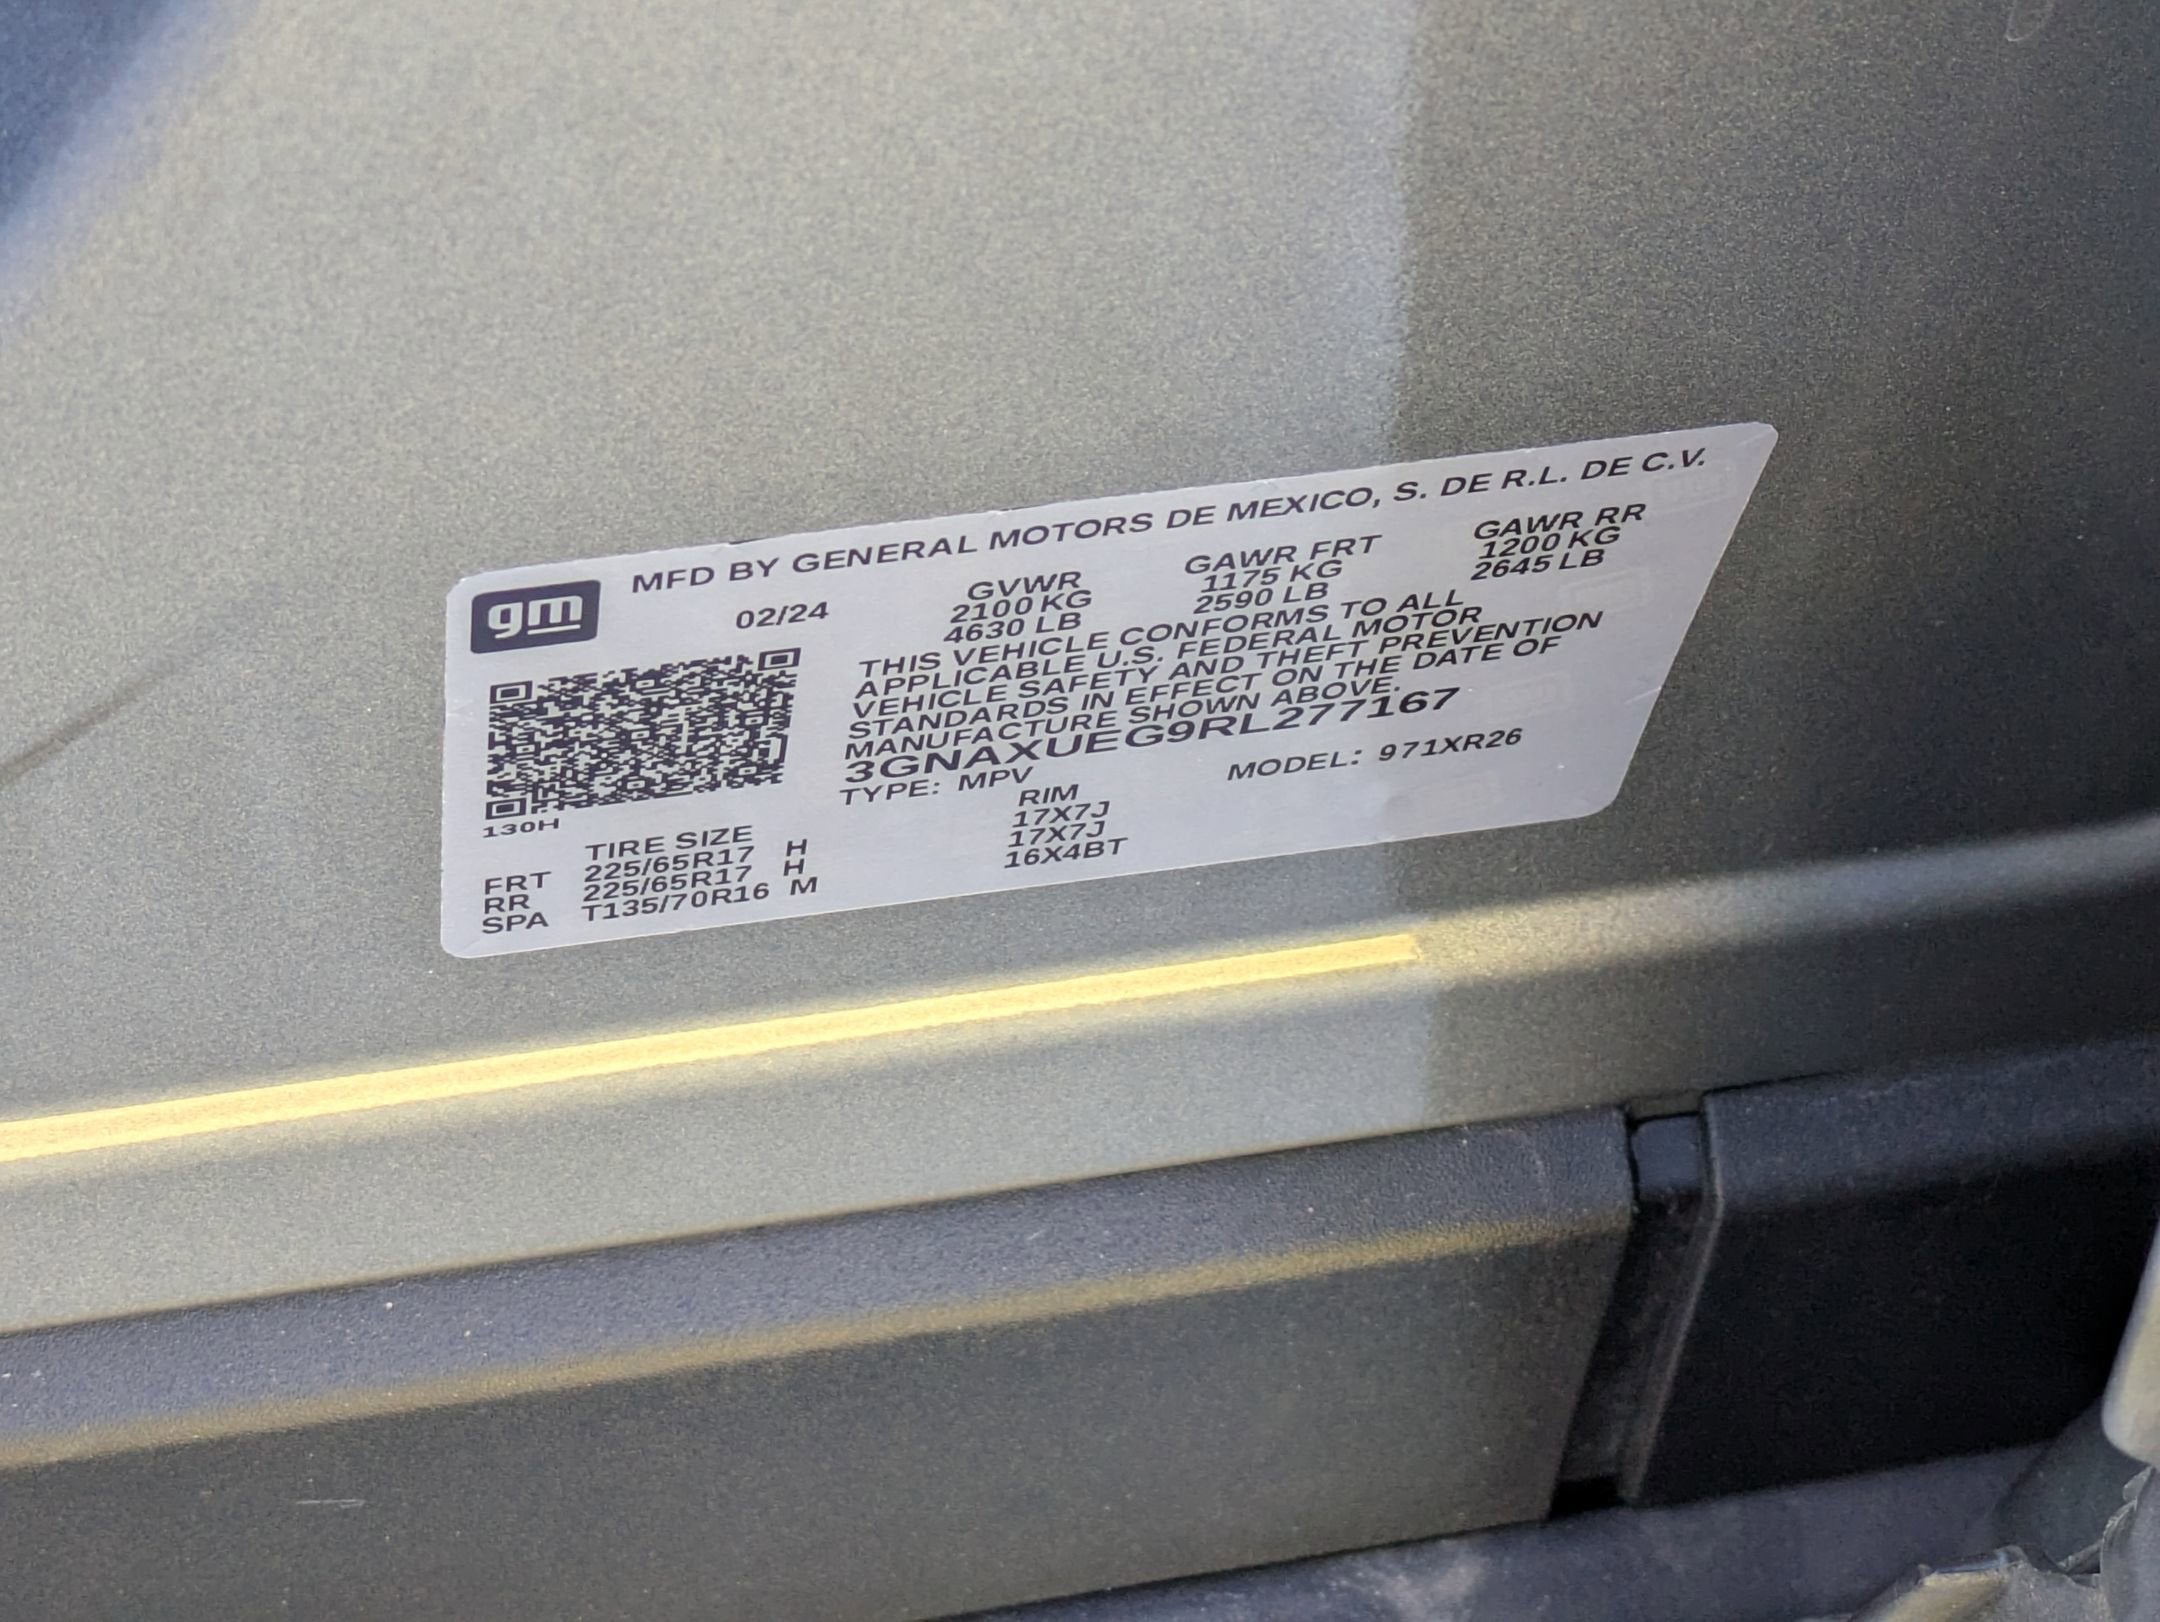 gm
MFD BY GENERAL MOTORS DE MEXICO, S. DE R.L. DE C.V.
02/24
GVWR
2100 KG
4630 LB
GAWR FRT
1175 KG
2590 LB
GAWR RR
1200 KG
2645 LB
THIS VEHICLE CONFORMS TO ALL
APPLICABLE U.S. FEDERAL MOTOR
VEHICLE SAFETY AND THEFT PREVENTION
STANDARDS IN EFFECT ON THE DATE OF
MANUFACTURE SHOWN ABOVE.
3GNAXUEG9RL277167
TYPE: MPV MODEL: 971XR26
130H
TIRE SIZE RIM
FRT 225/65R17 H 17X7J
RR 225/65R17 H 17X7J
SPA T135/70R16 M 16X4BT